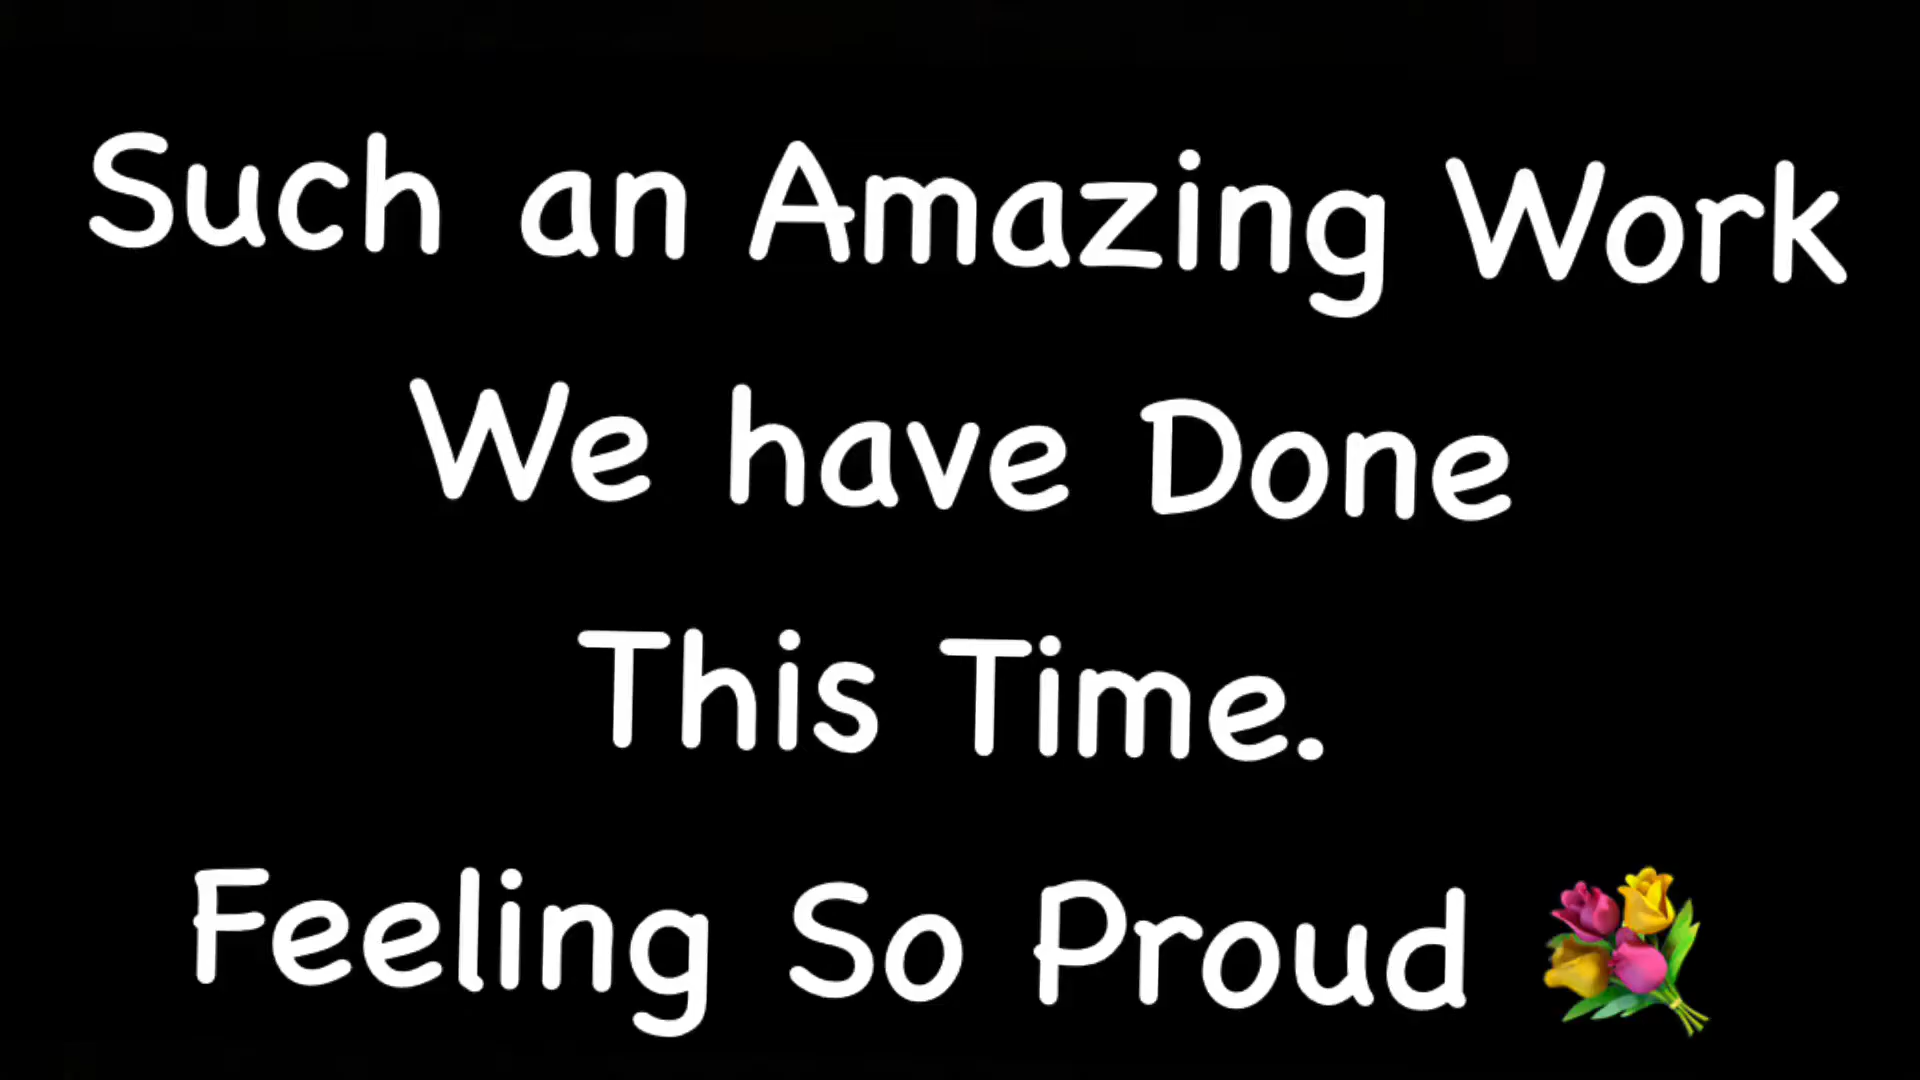 Such an Amazing Work
We have Done
This Time.
Feeling So Proud 💐